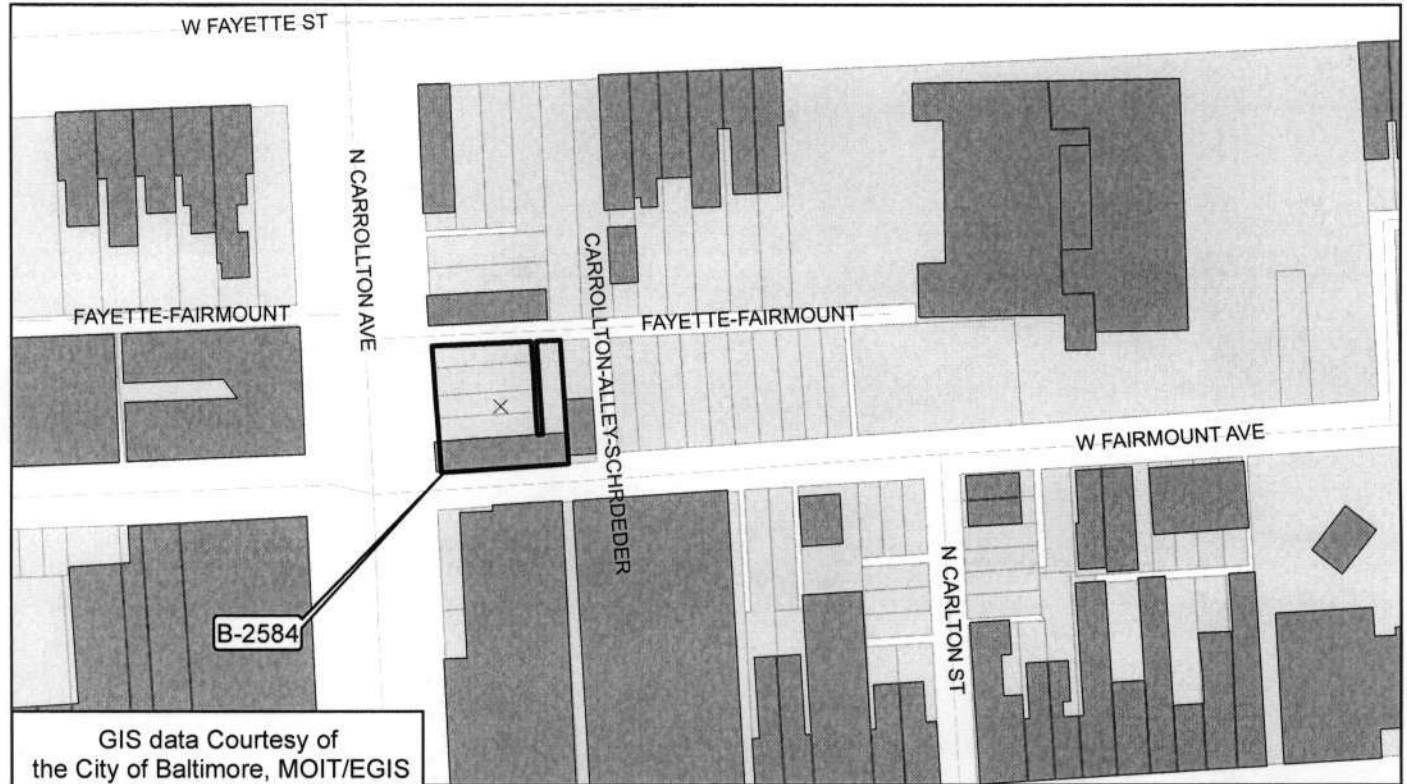 W FAYETTE ST
N CARROLLTON AVE
CARROLLTON-ALLEY-SCHRDEDER
FAYETTE-FAIRMOUNT
FAYETTE-FAIRMOUNT
W FAIRMOUNT AVE
N CARLTON ST
B-2584
GIS data Courtesy of
the City of Baltimore, MOIT/EGIS